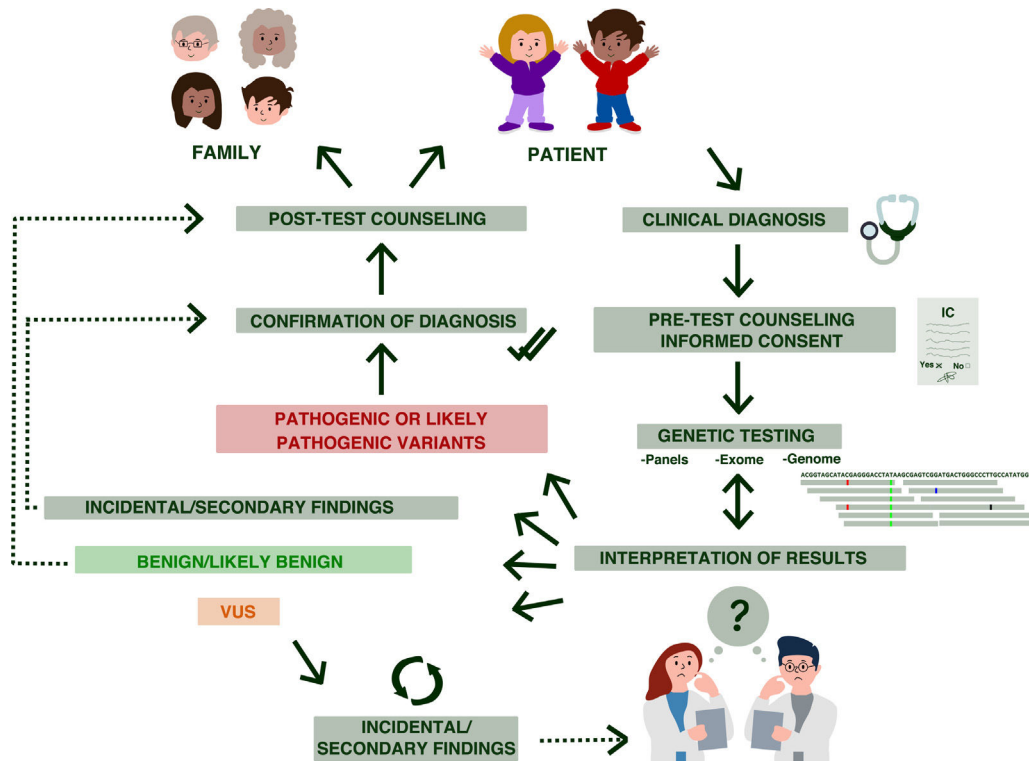 FAMILY
PATIENT
POST-TEST COUNSELING
CLINICAL DIAGNOSIS
CONFIRMATION OF DIAGNOSIS
PRE-TEST COUNSELING
INFORMED CONSENT
IC
Yes No
PATHOGENIC OR LIKELY
PATHOGENIC VARIANTS
GENETIC TESTING
-Panels -Exome -Genome
ACGGTAGCATACGAGGGACCTATAAGCGAGTCGGATGACTGGGCCCTTGCCATATGG
INCIDENTAL/SECONDARY FINDINGS
BENIGN/LIKELY BENIGN
INTERPRETATION OF RESULTS
VUS
?
INCIDENTAL/
SECONDARY FINDINGS